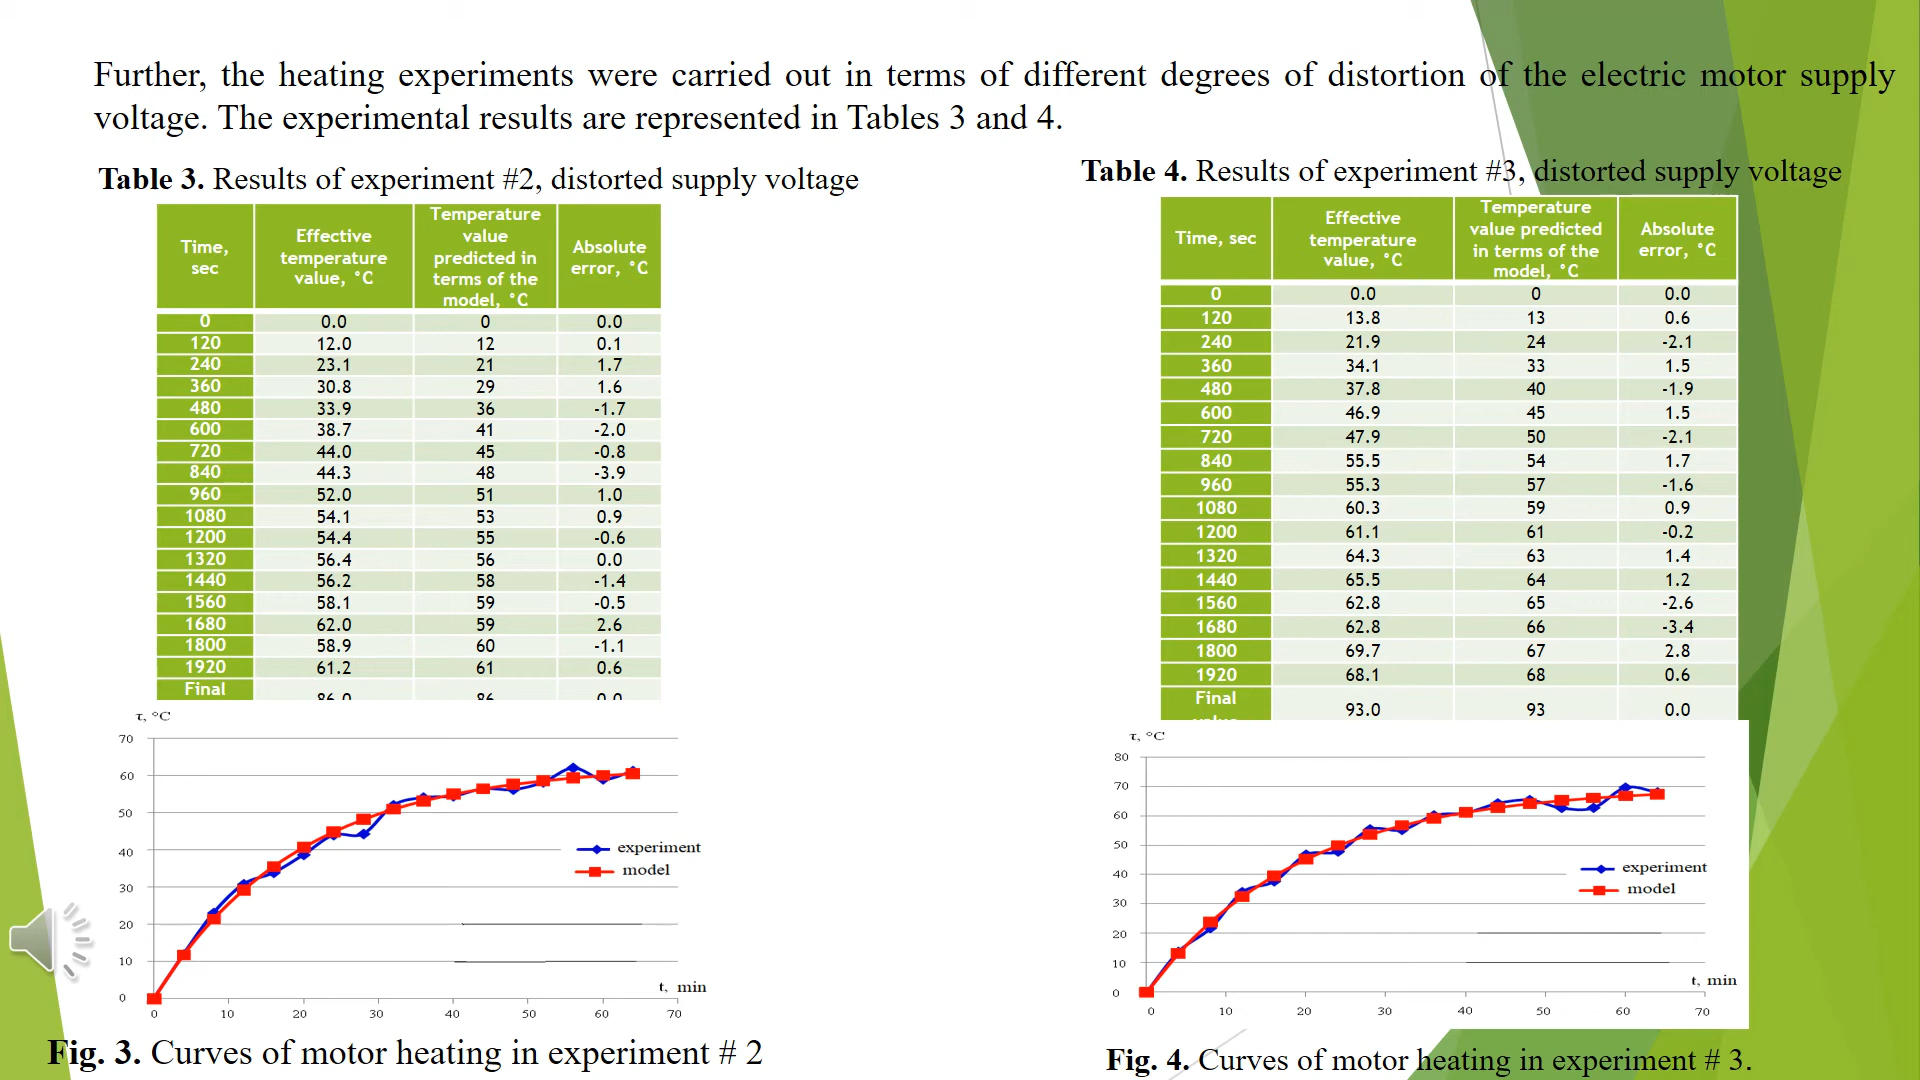 Further, the heating experiments were carried out in terms of different degrees of distortion of the electric motor supply
voltage. The experimental results are represented in Tables 3 and 4.
Table 3. Results of experiment #2, distorted supply voltage
Time, sec Effective temperature value, °C Temperature value predicted in terms of the model, °C Absolute error, °C
0 0.0 0 0.0
120 12.0 12 0.1
240 23.1 21 1.7
360 30.8 29 1.6
480 33.9 36 -1.7
600 38.7 41 -2.0
720 44.0 45 -0.8
840 44.3 48 -3.9
960 52.0 51 1.0
1080 54.1 53 0.9
1200 54.4 55 -0.6
1320 56.4 56 0.0
1440 56.2 58 -1.4
1560 58.1 59 -0.5
1680 62.0 59 2.6
1800 58.9 60 -1.1
1920 61.2 61 0.6
Final 86.0 86 0.0
τ, °C
70
60
50
40
30
20
10
0
experiment
model
t, min
0 10 20 30 40 50 60 70
Fig. 3. Curves of motor heating in experiment # 2
Table 4. Results of experiment #3, distorted supply voltage
Time, sec Effective temperature value, °C Temperature value predicted in terms of the model, °C Absolute error, °C
0 0.0 0 0.0
120 13.8 13 0.6
240 21.9 24 -2.1
360 34.1 33 1.5
480 37.8 40 -1.9
600 46.9 45 1.5
720 47.9 50 -2.1
840 55.5 54 1.7
960 55.3 57 -1.6
1080 60.3 59 0.9
1200 61.1 61 -0.2
1320 64.3 63 1.4
1440 65.5 64 1.2
1560 62.8 65 -2.6
1680 62.8 66 -3.4
1800 69.7 67 2.8
1920 68.1 68 0.6
Final value 93.0 93 0.0
τ, °C
80
70
60
50
40
30
20
10
0
experiment
model
t, min
0 10 20 30 40 50 60 70
Fig. 4. Curves of motor heating in experiment # 3.